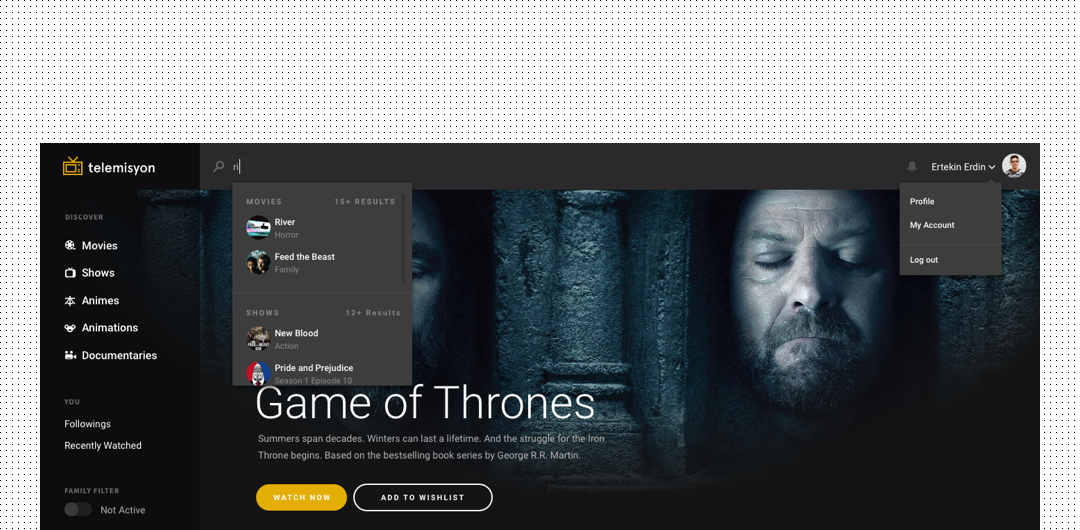 telemisyon
ri
Ertekin Erdin
DISCOVER
Movies
Shows
Animes
Animations
Documentaries
YOU
Followings
Recently Watched
FAMILY FILTER
Not Active
MOVIES 15+ RESULTS
River
Horror
Feed the Beast
Family
SHOWS 12+ Results
New Blood
Action
Pride and Prejudice
Season 1 Episode 10
Profile
My Account
Log out
Game of Thrones
Summers span decades. Winters can last a lifetime. And the struggle for the Iron
Throne begins. Based on the bestselling book series by George R.R. Martin.
WATCH NOW
ADD TO WISHLIST